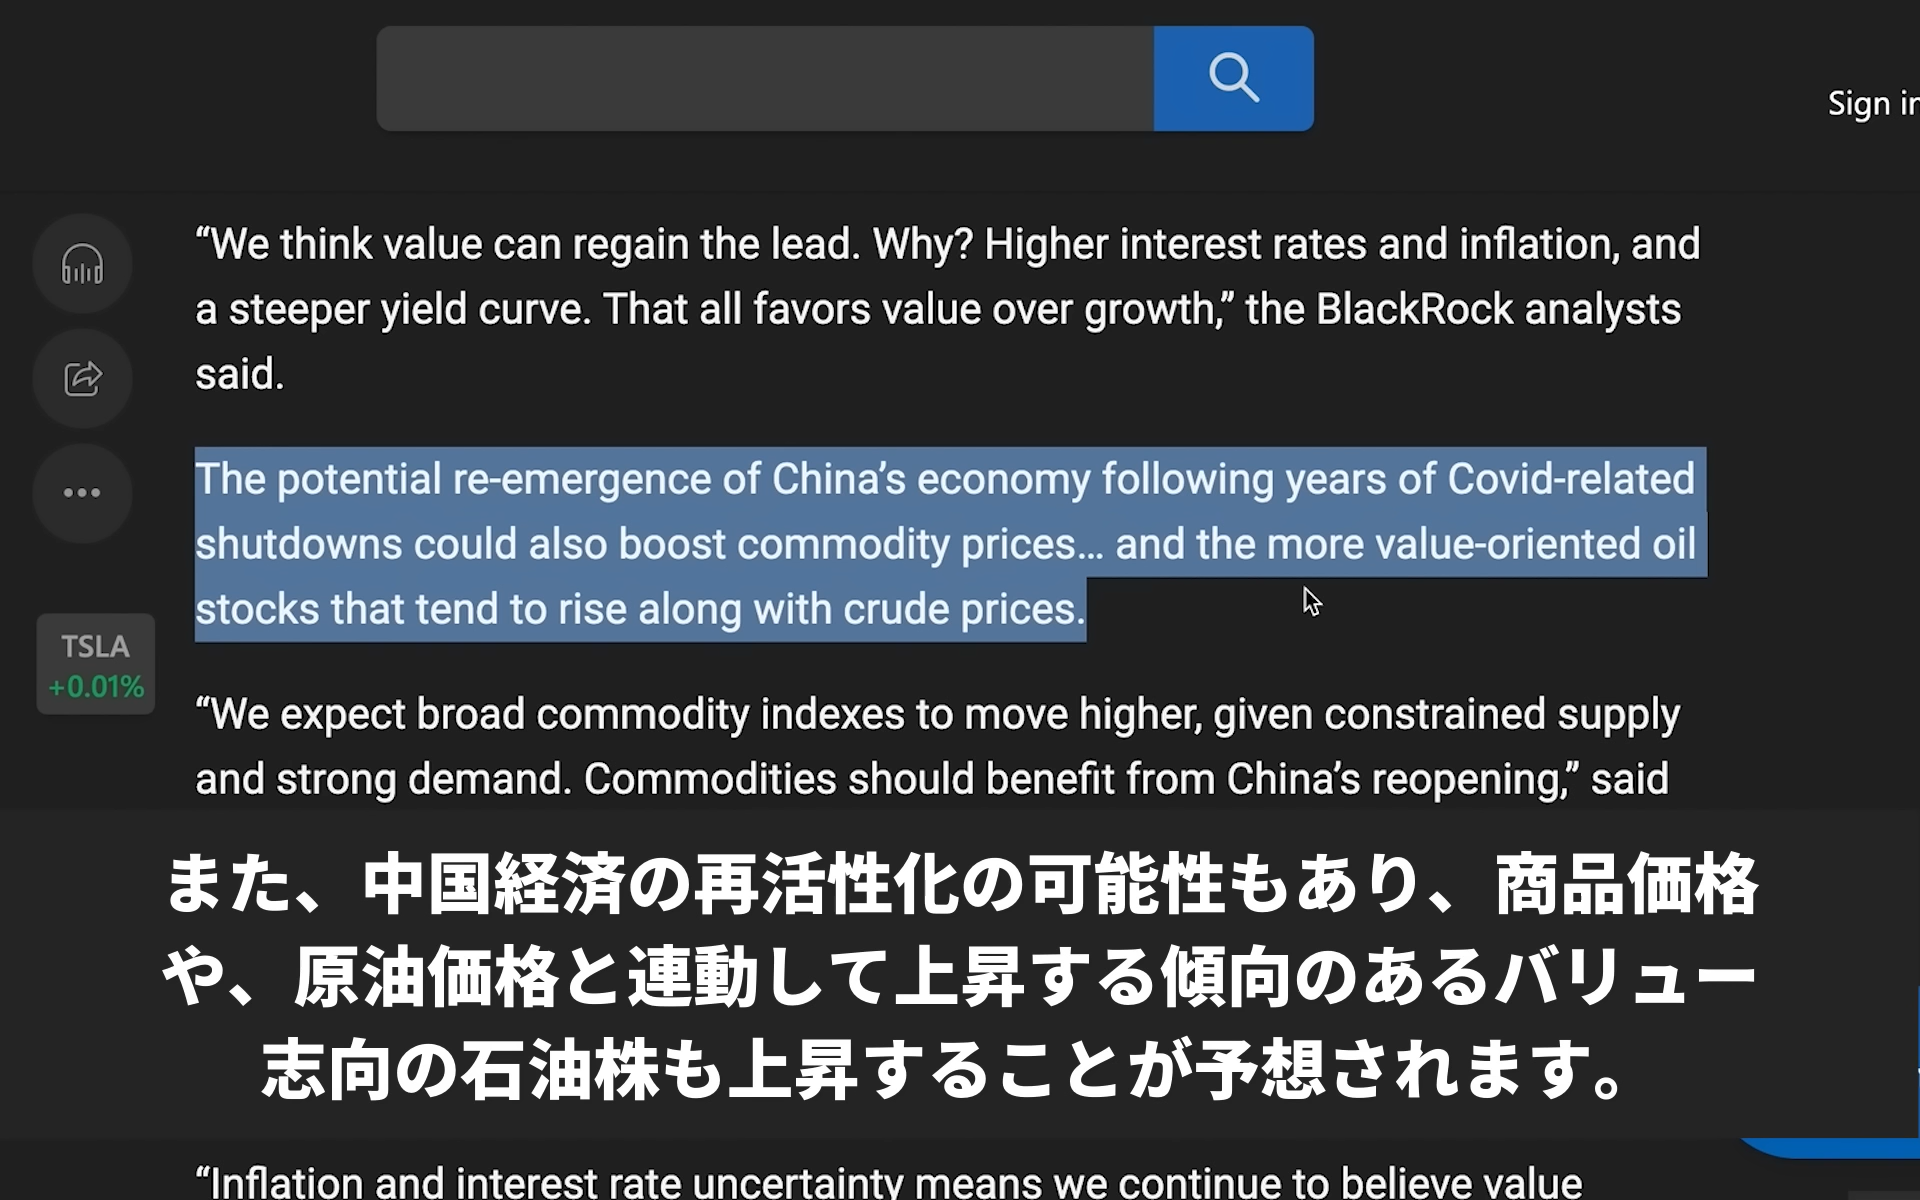 Sign in
“We think value can regain the lead. Why? Higher interest rates and inflation, and
a steeper yield curve. That all favors value over growth,” the BlackRock analysts
said.
The potential re-emergence of China’s economy following years of Covid-related
shutdowns could also boost commodity prices… and the more value-oriented oil
stocks that tend to rise along with crude prices.
TSLA
+0.01%
“We expect broad commodity indexes to move higher, given constrained supply
and strong demand. Commodities should benefit from China’s reopening,” said
また、中国経済の再活性化の可能性もあり、商品価格
や、原油価格と連動して上昇する傾向のあるバリュー
志向の石油株も上昇することが予想されます。
“Inflation and interest rate uncertainty means we continue to believe value